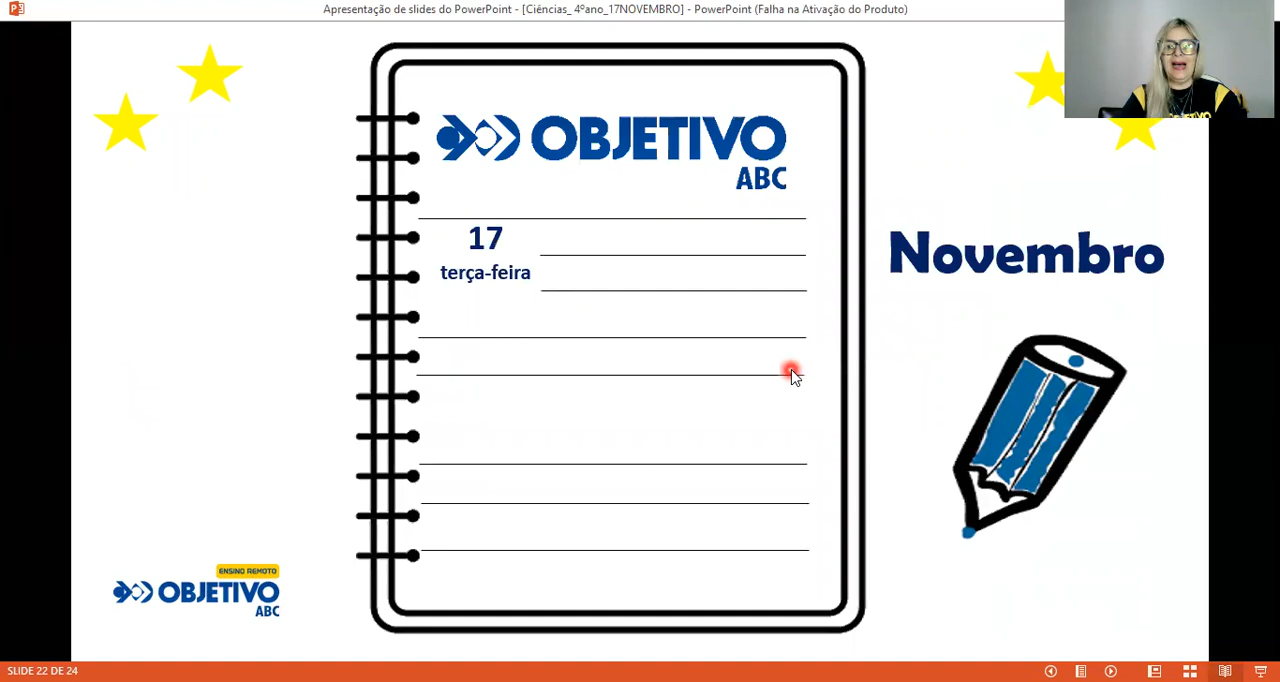 Apresentação de slides do PowerPoint - [Ciências_ 4ºano_17NOVEMBRO] - PowerPoint (Falha na Ativação do Produto)
OBJETIVO
ABC
17
terça-feira
Novembro
ENSINO REMOTO
OBJETIVO
ABC
SLIDE 22 DE 24